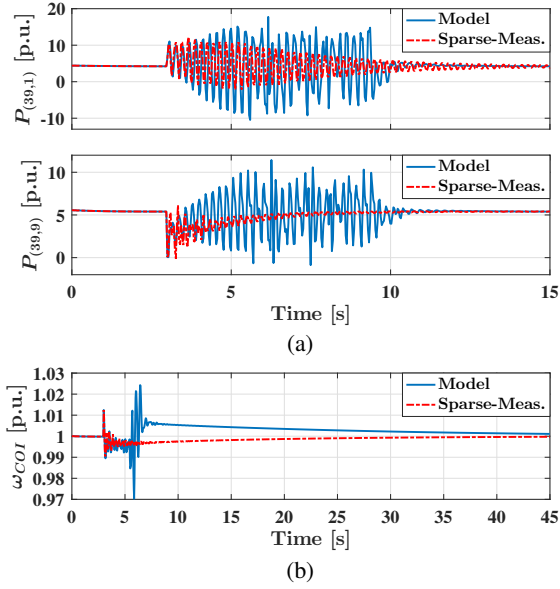 20
10
0
-10
P(39,1) [p.u.]
Model
Sparse-Meas.
10
5
0
P(39,9) [p.u.]
Model
Sparse-Meas.
0 5 10 15
Time [s]
(a)
1.03
1.02
1.01
1
0.99
0.98
0.97
ωCOI [p.u.]
Model
Sparse-Meas.
0 5 10 15 20 25 30 35 40 45
Time [s]
(b)